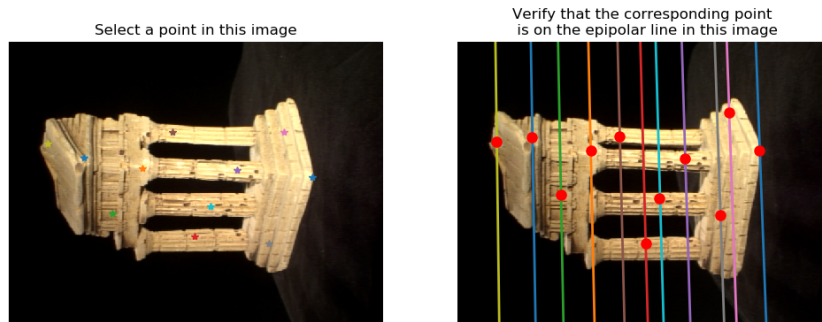 Select a point in this image
Verify that the corresponding point
is on the epipolar line in this image